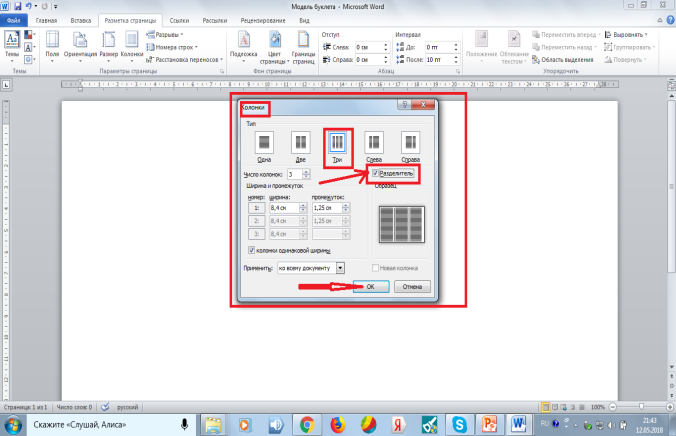 Модель буклета - Microsoft Word
Файл Главная Вставка Разметка страницы Ссылки Рассылки Рецензирование Вид
Темы
Поля Ориентация Размер Колонки
Разрывы
Номера строк
Расстановка переносов
Подложка Цвет страницы Границы страниц
Отступ Интервал
Слева: 0 см До: 0 пт
Справа: 0 см После: 10 пт
Положение Обтекание текстом
Переместить вперед Выровнять
Переместить назад Группировать
Область выделения Повернуть
Темы Параметры страницы Фон страницы Абзац Упорядочить
Колонки
Тип
Одна Две Три Слева Справа
Число колонок: 3 Разделитель
Ширина и промежуток Образец
номер: ширина: промежуток:
1: 8,4 см 1,25 см
2: 8,4 см 1,25 см
3: 8,4 см
колонки одинаковой ширины
Применить: ко всему документу Новая колонка
ОК Отмена
Страница: 1 из 1 Число слов: 0 русский 100%
Скажите «Слушай, Алиса» RU 21:43
12.05.2018